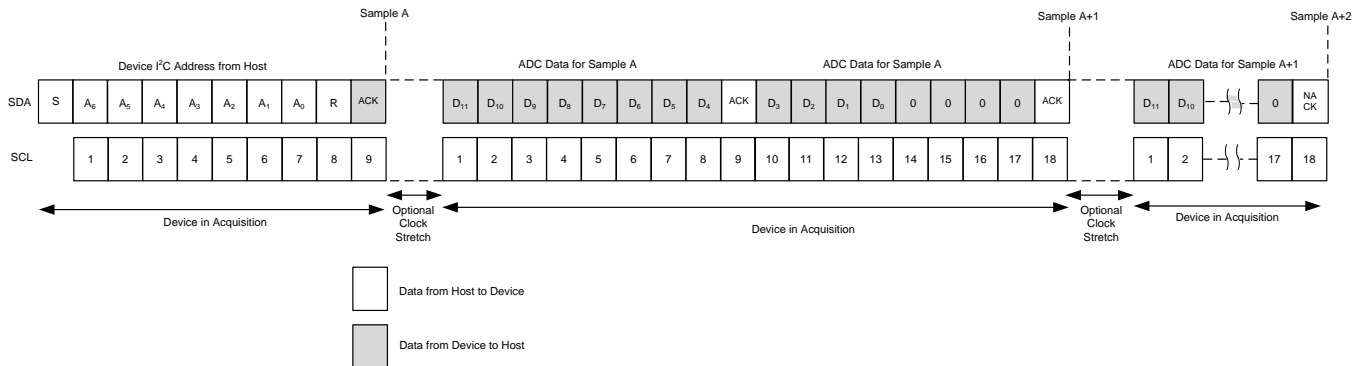 Sample A
Sample A+1
Sample A+2
Device I²C Address from Host
ADC Data for Sample A
ADC Data for Sample A
ADC Data for Sample A+1
SDA S A₆ A₅ A₄ A₃ A₂ A₁ A₀ R ACK D₁₁ D₁₀ D₉ D₈ D₇ D₆ D₅ D₄ ACK D₃ D₂ D₁ D₀ 0 0 0 0 ACK D₁₁ D₁₀ 0 NA
CK
SCL 1 2 3 4 5 6 7 8 9 1 2 3 4 5 6 7 8 9 10 11 12 13 14 15 16 17 18 1 2 17 18
Device in Acquisition
Optional
Clock
Stretch
Device in Acquisition
Optional
Clock
Stretch
Device in Acquisition
Data from Host to Device
Data from Device to Host